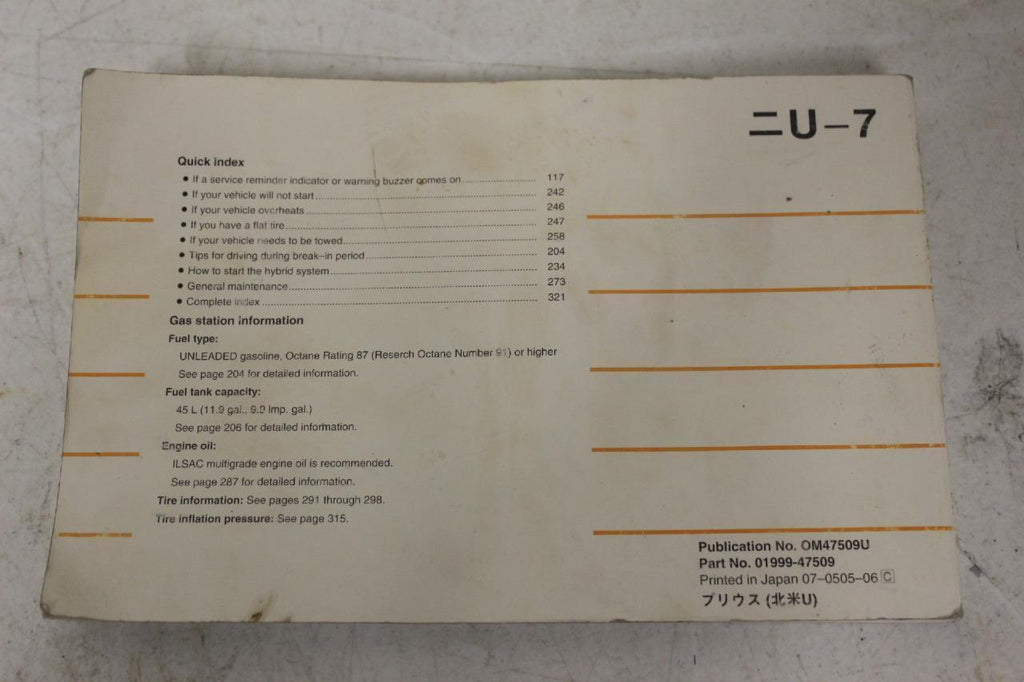 ニU-7
Quick index
● If a service reminder indicator or warning buzzer comes on ........ 117
● If your vehicle will not start ........ 242
● If your vehicle overheats ........ 246
● If you have a flat tire ........ 247
● If your vehicle needs to be towed ........ 258
● Tips for driving during break-in period ........ 204
● How to start the hybrid system ........ 234
● General maintenance ........ 273
● Complete index ........ 321
Gas station information
Fuel type:
UNLEADED gasoline, Octane Rating 87 (Reserch Octane Number 91) or higher
See page 204 for detailed information.
Fuel tank capacity:
45 L (11.9 gal., 9.9 Imp. gal.)
See page 206 for detailed information.
Engine oil:
ILSAC multigrade engine oil is recommended.
See page 287 for detailed information.
Tire information: See pages 291 through 298.
Tire inflation pressure: See page 315.
Publication No. OM47509U
Part No. 01999-47509
Printed in Japan 07-0505-06 C
プリウス (北米U)